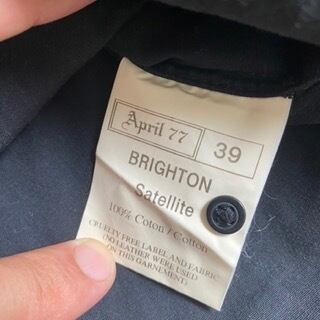 April 77
39
BRIGHTON
Satellite
100% Coton / Cotton
CRUELTY FREE LABEL AND FABRIC
(NO LEATHER WERE USED
ON THIS GARNEMENT)